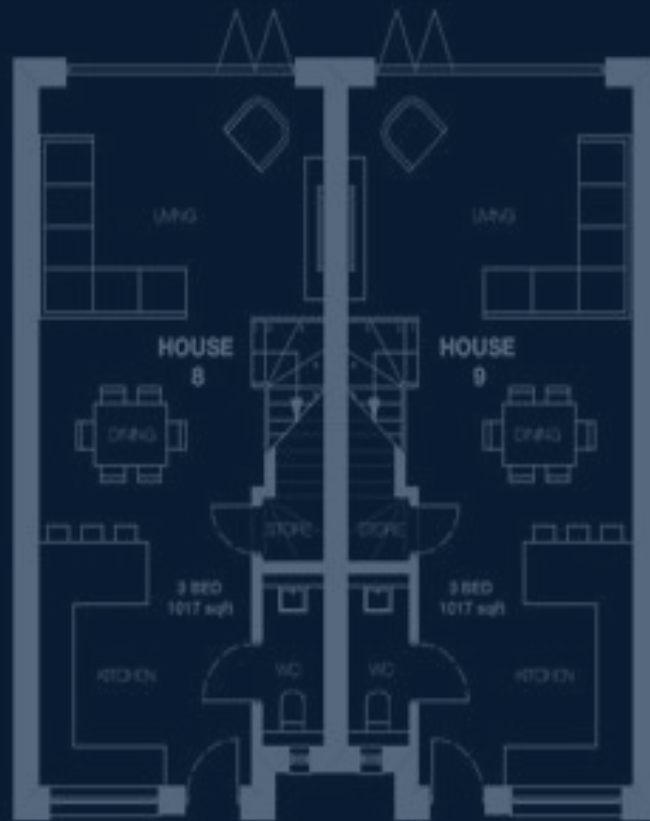 LIVING
LIVING
HOUSE
8
HOUSE
9
DINING
DINING
STORE
STORE
3 BED
1017 sqft
3 BED
1017 sqft
KITCHEN
WC
WC
KITCHEN